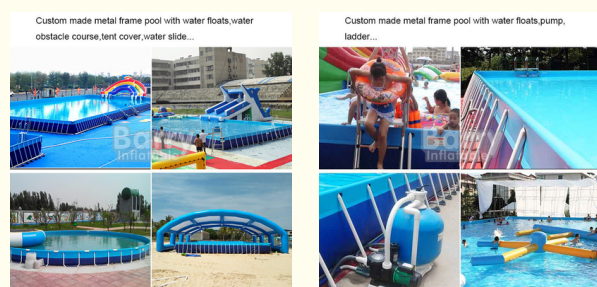 Custom made metal frame pool with water floats,water
obstacle course,tent cover,water slide...
Custom made metal frame pool with water floats,pump,
ladder...
Inflatable